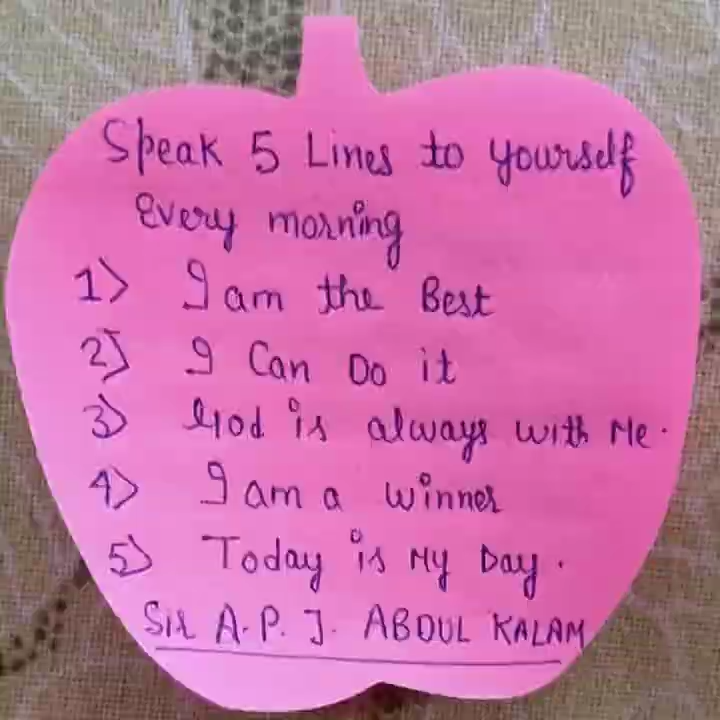 Speak 5 Lines to yourself
Every morning
1) I am the Best
2) I Can Do it
3) God is always with Me.
4) I am a winner
5) Today is My Day.
Sir A.P.J. ABDUL KALAM